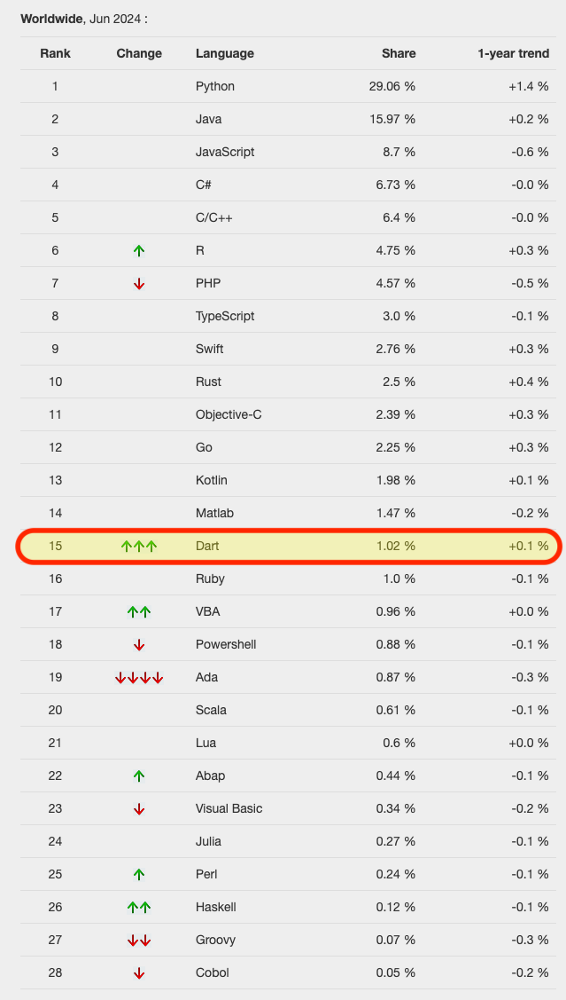 Worldwide, Jun 2024 :
Rank Change Language Share 1-year trend
1 Python 29.06 % +1.4 %
2 Java 15.97 % +0.2 %
3 JavaScript 8.7 % -0.6 %
4 C# 6.73 % -0.0 %
5 C/C++ 6.4 % -0.0 %
6 ↑ R 4.75 % +0.3 %
7 ↓ PHP 4.57 % -0.5 %
8 TypeScript 3.0 % -0.1 %
9 Swift 2.76 % +0.3 %
10 Rust 2.5 % +0.4 %
11 Objective-C 2.39 % +0.3 %
12 Go 2.25 % +0.3 %
13 Kotlin 1.98 % +0.1 %
14 Matlab 1.47 % -0.2 %
15 ↑↑↑ Dart 1.02 % +0.1 %
16 Ruby 1.0 % -0.1 %
17 ↑↑ VBA 0.96 % +0.0 %
18 ↓ Powershell 0.88 % -0.1 %
19 ↓↓↓↓ Ada 0.87 % -0.3 %
20 Scala 0.61 % -0.1 %
21 Lua 0.6 % +0.0 %
22 ↑ Abap 0.44 % -0.1 %
23 ↓ Visual Basic 0.34 % -0.2 %
24 Julia 0.27 % -0.1 %
25 ↑ Perl 0.24 % -0.1 %
26 ↑↑ Haskell 0.12 % -0.1 %
27 ↓↓ Groovy 0.07 % -0.3 %
28 ↓ Cobol 0.05 % -0.2 %